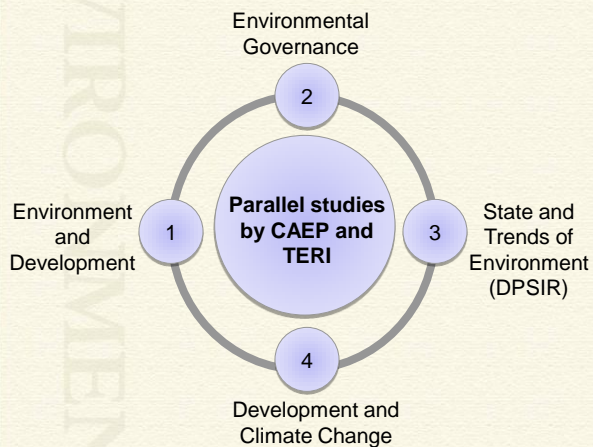 Environmental
Governance
2
Parallel studies
by CAEP and
TERI
Environment
and
Development
1
3
State and
Trends of
Environment
(DPSIR)
4
Development and
Climate Change
VIRONMEN